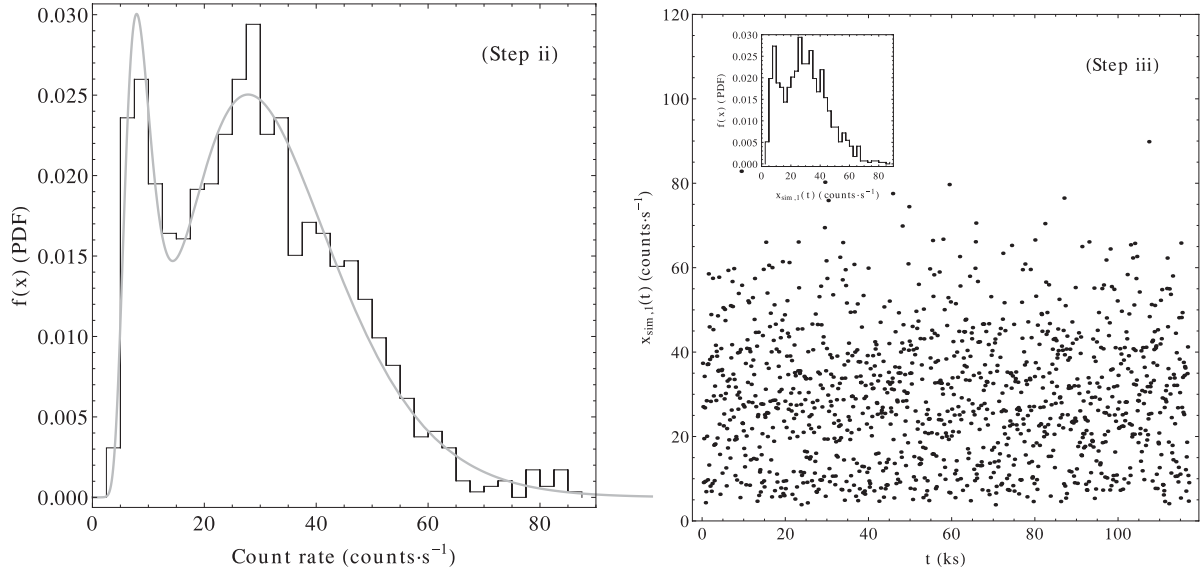 0.030
0.025
0.020
0.015
0.010
0.005
0.000
f(x) (PDF)
(Step ii)
0 20 40 60 80
Count rate (counts·s⁻¹)
120
100
80
60
40
20
0
x_sim,1(t) (counts·s⁻¹)
(Step iii)
0.030
0.025
0.020
0.015
0.010
0.005
0.000
f(x) (PDF)
0 20 40 60 80
x_sim,1(t) (counts·s⁻¹)
0 20 40 60 80 100
t (ks)